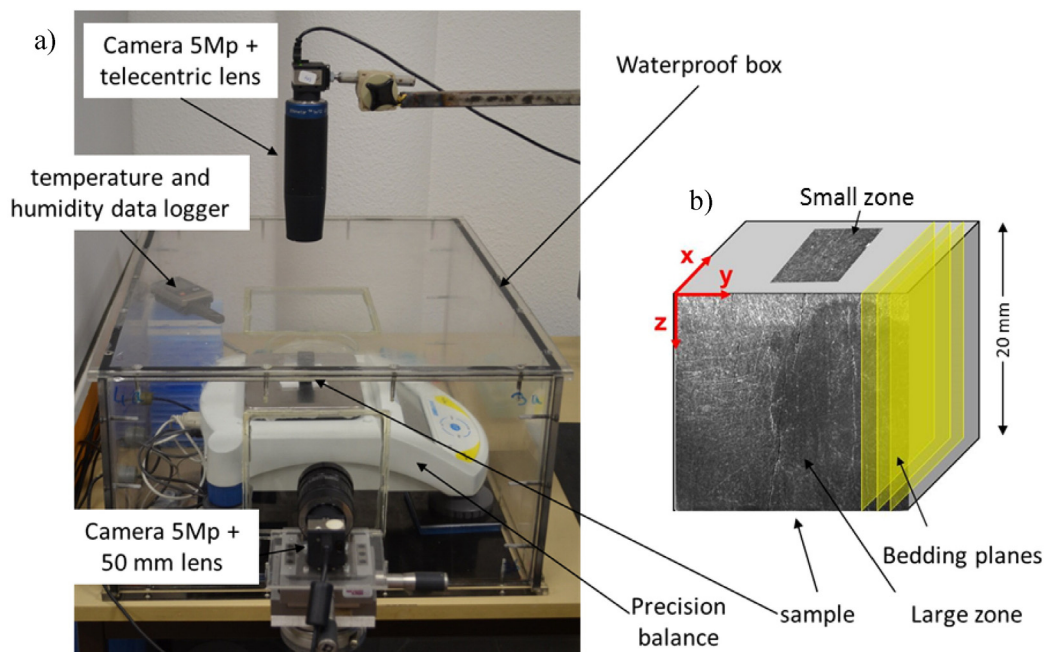 a)
Camera 5Mp +
telecentric lens
Waterproof box
temperature and
humidity data logger
b)
Small zone
x
y
z
20 mm
Camera 5Mp +
50 mm lens
Bedding planes
Precision
balance
sample
Large zone